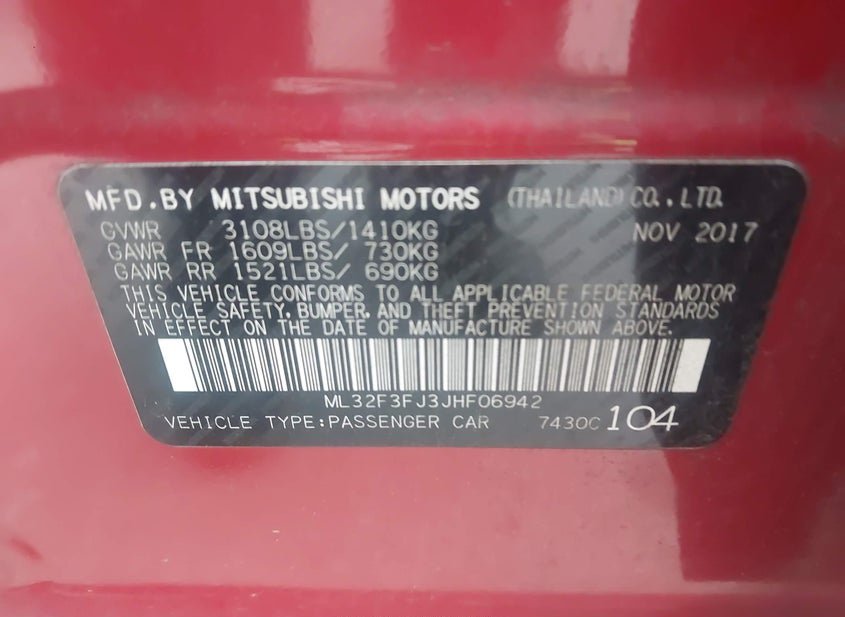 MFD.BY MITSUBISHI MOTORS (THAILAND) CO., LTD.
GVWR 3108LBS/1410KG NOV 2017
GAWR FR 1609LBS/ 730KG
GAWR RR 1521LBS/ 690KG
THIS VEHICLE CONFORMS TO ALL APPLICABLE FEDERAL MOTOR
VEHICLE SAFETY, BUMPER, AND THEFT PREVENTION STANDARDS
IN EFFECT ON THE DATE OF MANUFACTURE SHOWN ABOVE.
ML32F3FJ3JHF06942
VEHICLE TYPE:PASSENGER CAR 7430C 104